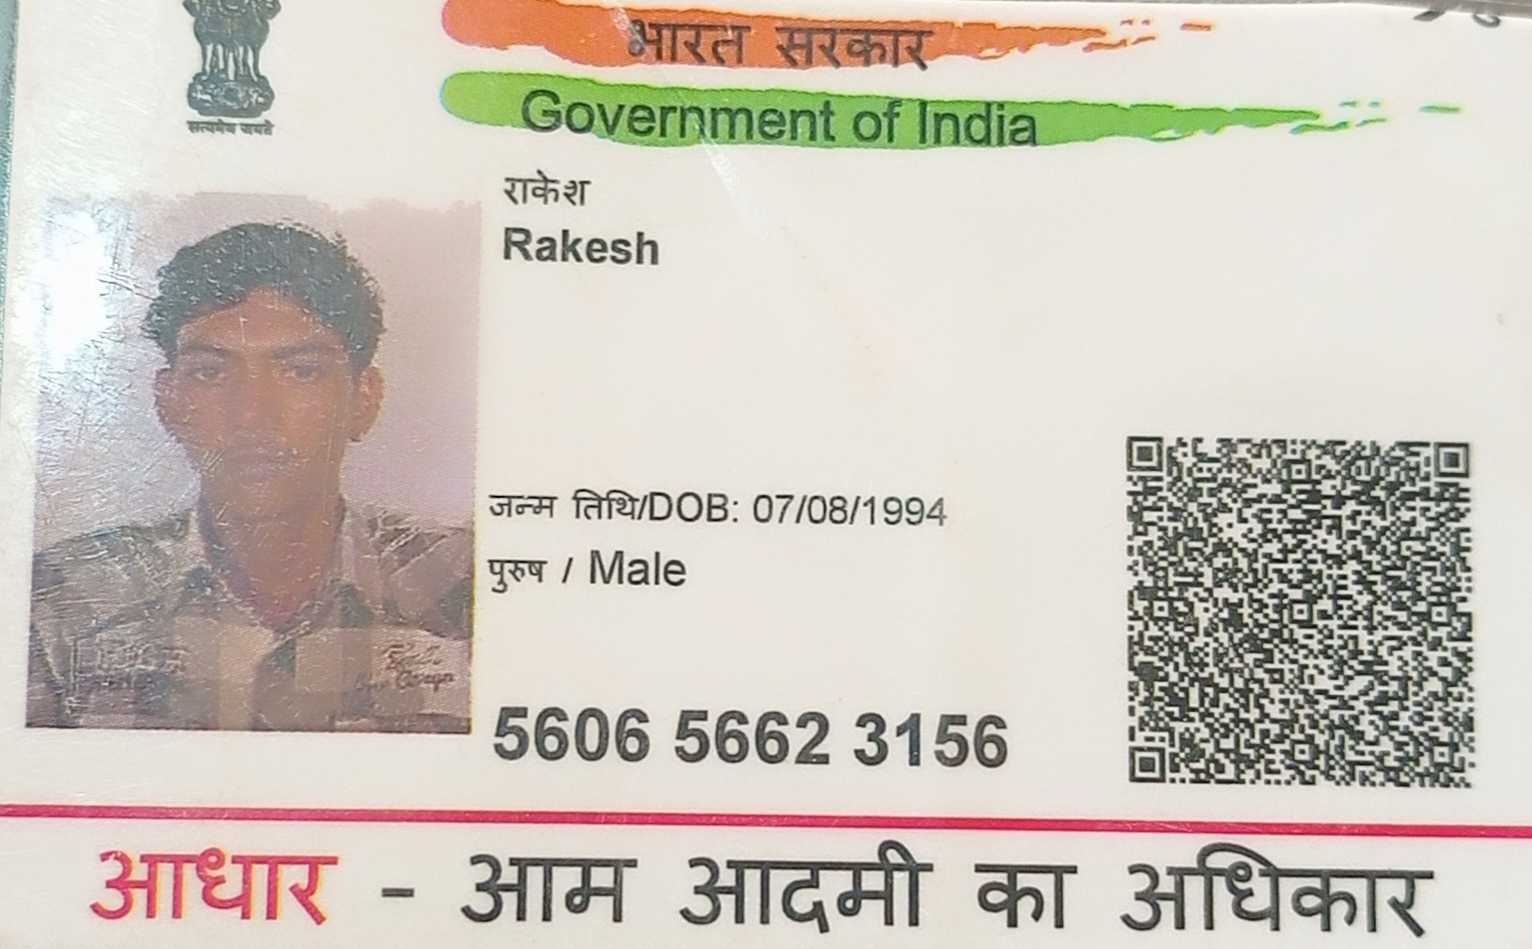 सत्यमेव जयते
भारत सरकार
Government of India
राकेश
Rakesh
जन्म तिथि/DOB: 07/08/1994
पुरुष / Male
5606 5662 3156
आधार - आम आदमी का अधिकार